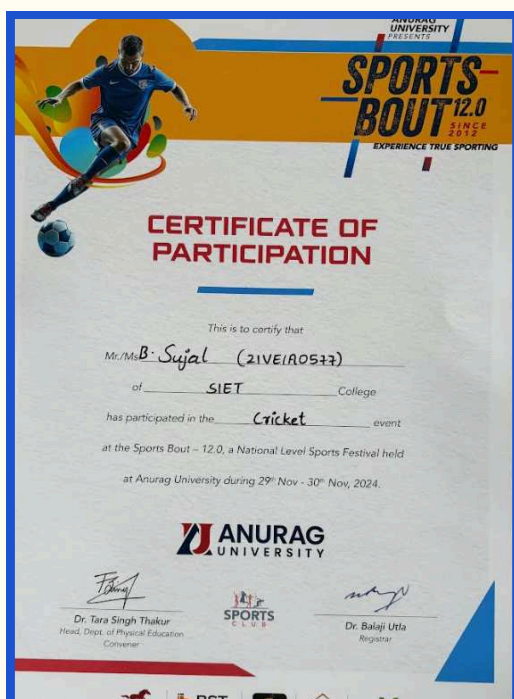 ANURAG
UNIVERSITY
PRESENTS
SPORTS
BOUT 12.0
SINCE
2012
EXPERIENCE TRUE SPORTING
CERTIFICATE OF
PARTICIPATION
This is to certify that
Mr./Ms B. Sujal (21VE1A0577)
of SIET College
has participated in the Cricket event
at the Sports Bout – 12.0, a National Level Sports Festival held
at Anurag University during 29th Nov - 30th Nov, 2024.
ANURAG
UNIVERSITY
Dr. Tara Singh Thakur
Head, Dept. of Physical Education
Convener
SPORTS
CLUB
Dr. Balaji Utla
Registrar